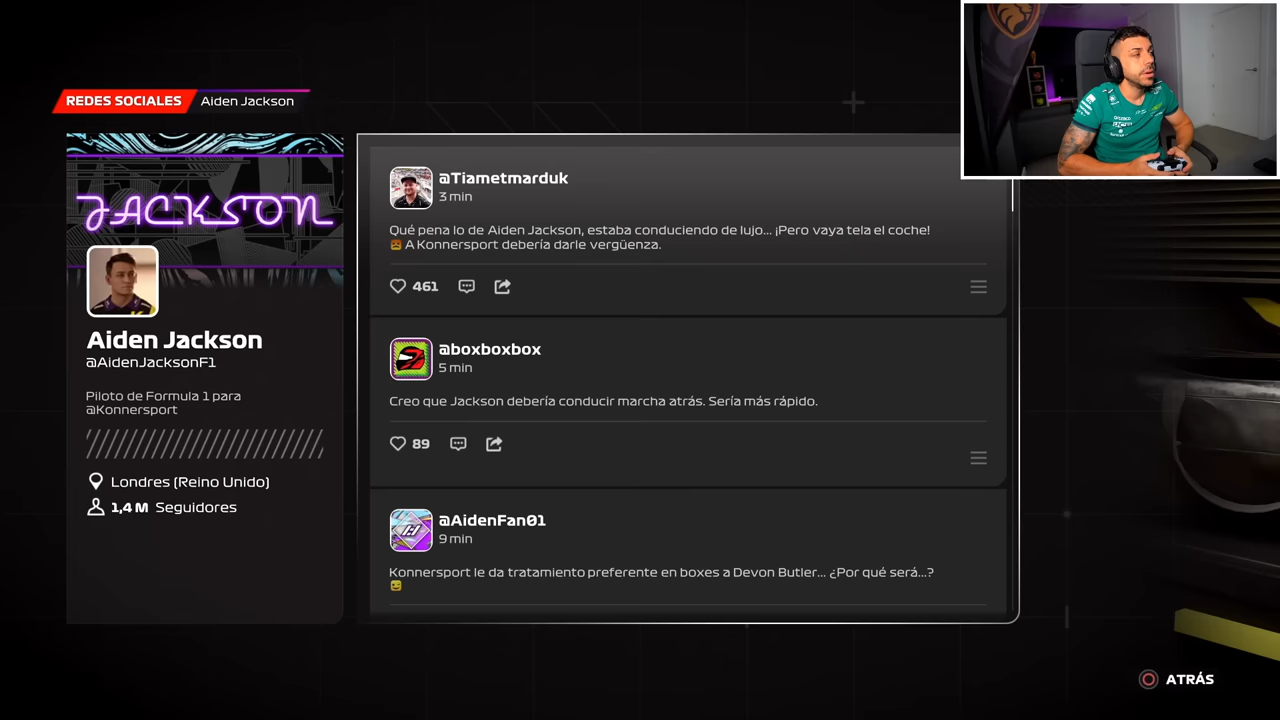 REDES SOCIALES
Aiden Jackson
JACKSON
Aiden Jackson
@AidenJacksonF1
Piloto de Formula 1 para
@Konnersport
Londres (Reino Unido)
1,4 M Seguidores
@Tiametmarduk
3 min
Qué pena lo de Aiden Jackson, estaba conduciendo de lujo... ¡Pero vaya tela el coche!
A Konnersport debería darle vergüenza.
461
@boxboxbox
5 min
Creo que Jackson debería conducir marcha atrás. Sería más rápido.
89
@AidenFan01
9 min
Konnersport le da tratamiento preferente en boxes a Devon Butler... ¿Por qué será...?
ATRÁS